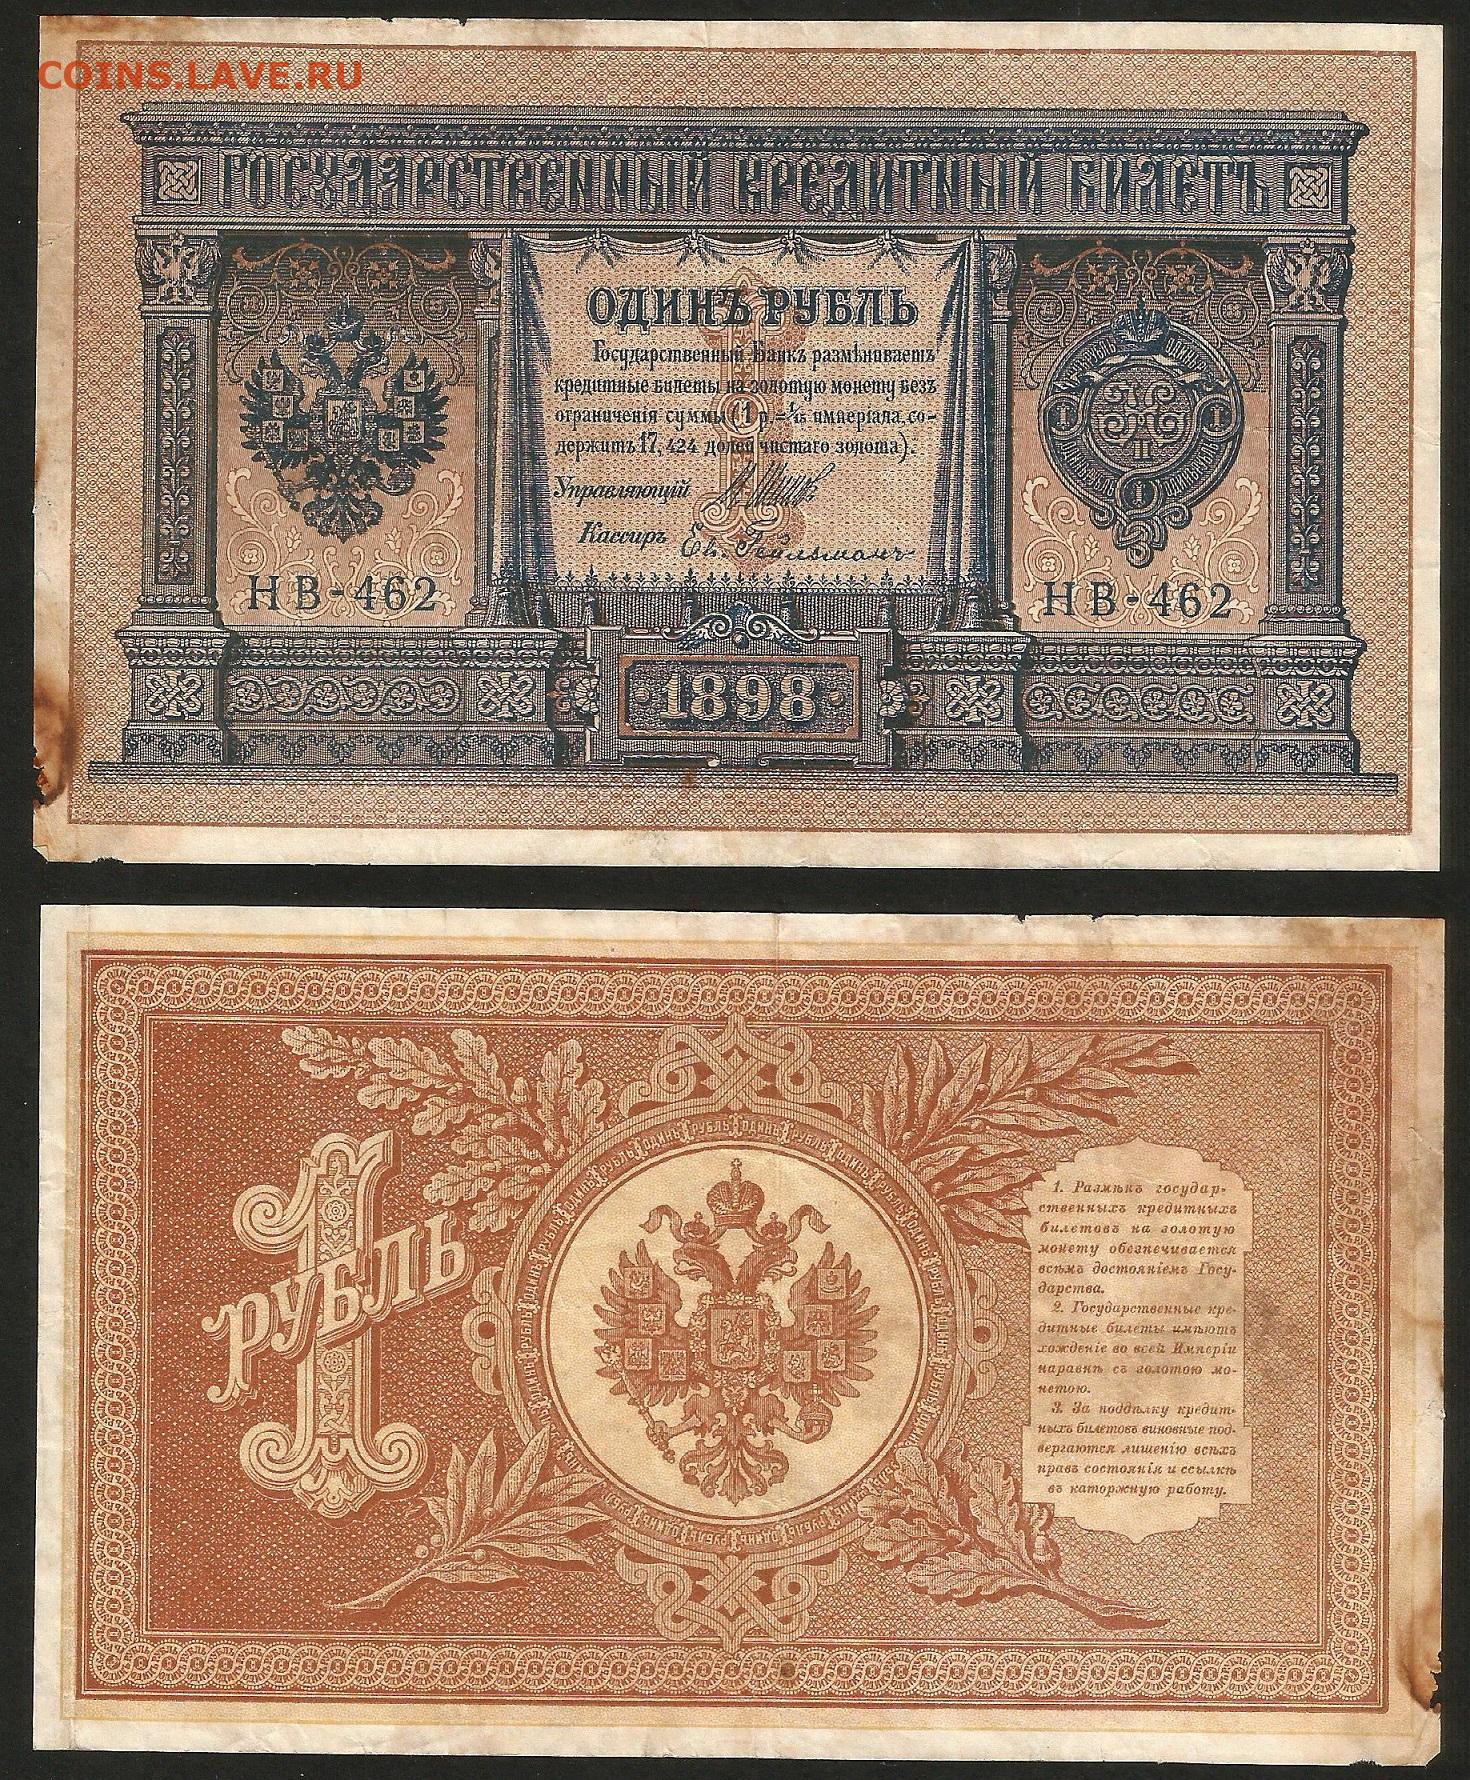 COINS.LAVE.RU
ГОСУДАРСТВЕННЫЙ КРЕДИТНЫЙ БИЛЕТЪ
ОДИНЪ РУБЛЬ
Государственный Банкъ размѣниваетъ
кредитные билеты на золотую монету безъ
ограниченія суммы (1 р.=1/15 имперіала, со-
держитъ 17,424 долей чистаго золота).
Управляющій
Кассиръ Ев. Гейльманъ
НВ-462 НВ-462
1898
1
РУБЛЬ
1. Размѣнъ государ-
ственныхъ кредитныхъ
билетовъ на золотую
монету обезпечивается
всѣмъ достояніемъ Госу-
дарства.
2. Государственные кре-
дитные билеты имѣютъ
хожденіе во всей Имперіи
наравнѣ съ золотою мо-
нетою.
3. За поддѣлку кредит-
ныхъ билетовъ виновные под-
вергаются лишенію всѣхъ
правъ состоянія и ссылкѣ
въ каторжную работу.